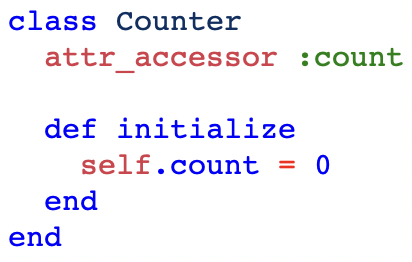 class Counter
  attr_accessor :count

  def initialize
    self.count = 0
  end
end